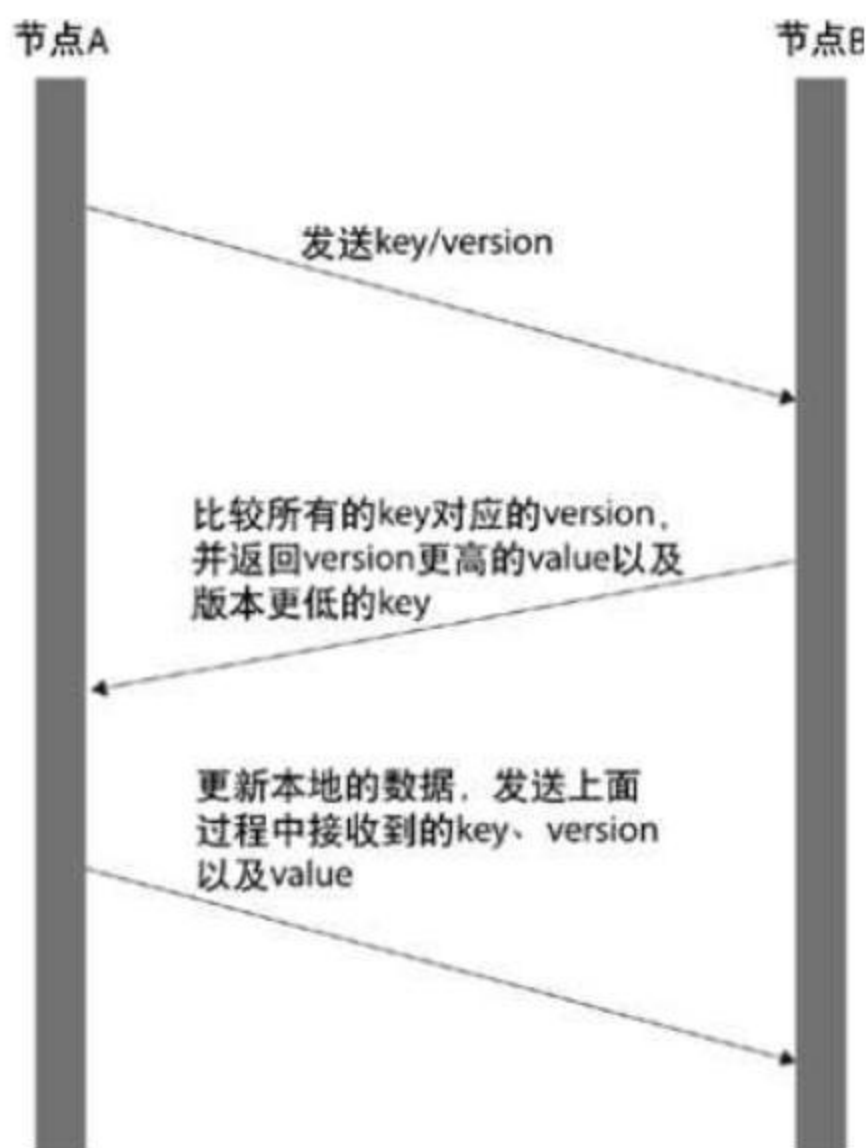 节点A
节点B
发送key/version
比较所有的key对应的version，
并返回version更高的value以及
版本更低的key
更新本地的数据，发送上面
过程中接收到的key、version
以及value